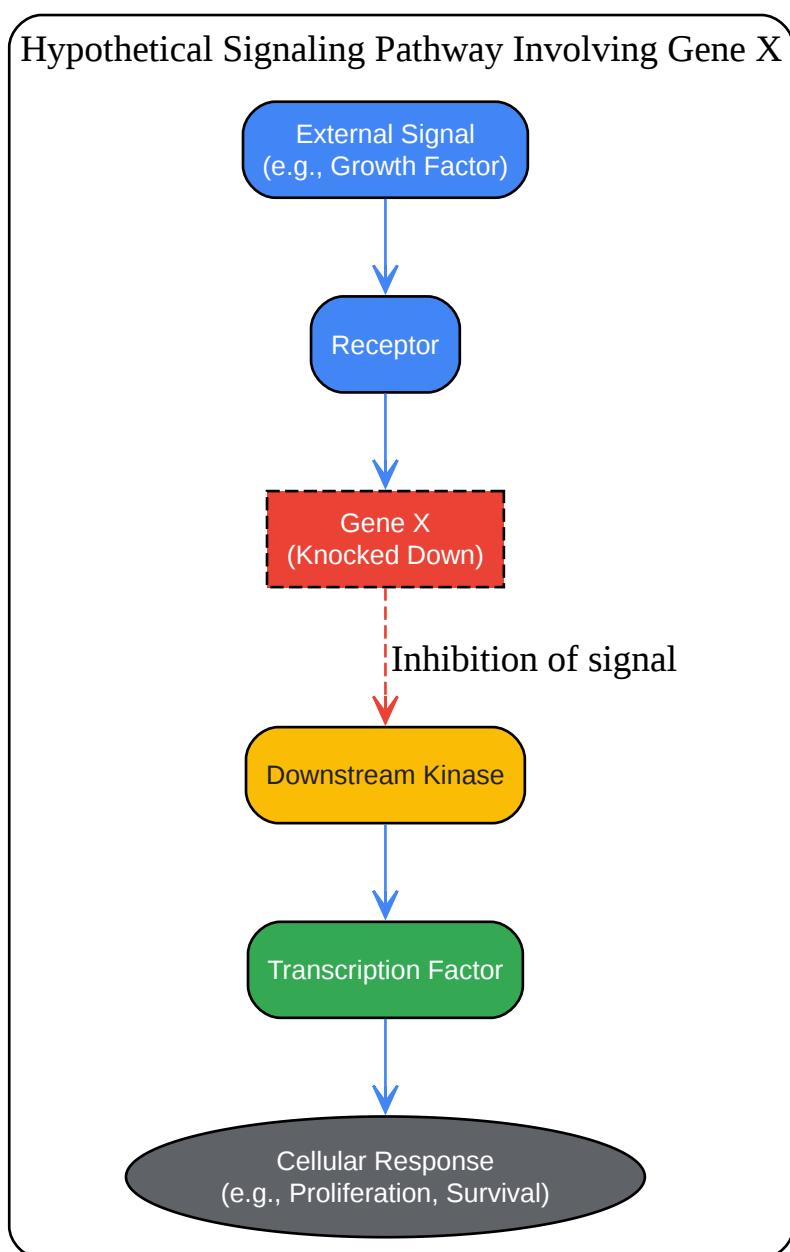 Hypothetical Signaling Pathway Involving Gene X
External Signal
(e.g., Growth Factor)
Receptor
Gene X
(Knocked Down)
Inhibition of signal
Downstream Kinase
Transcription Factor
Cellular Response
(e.g., Proliferation, Survival)